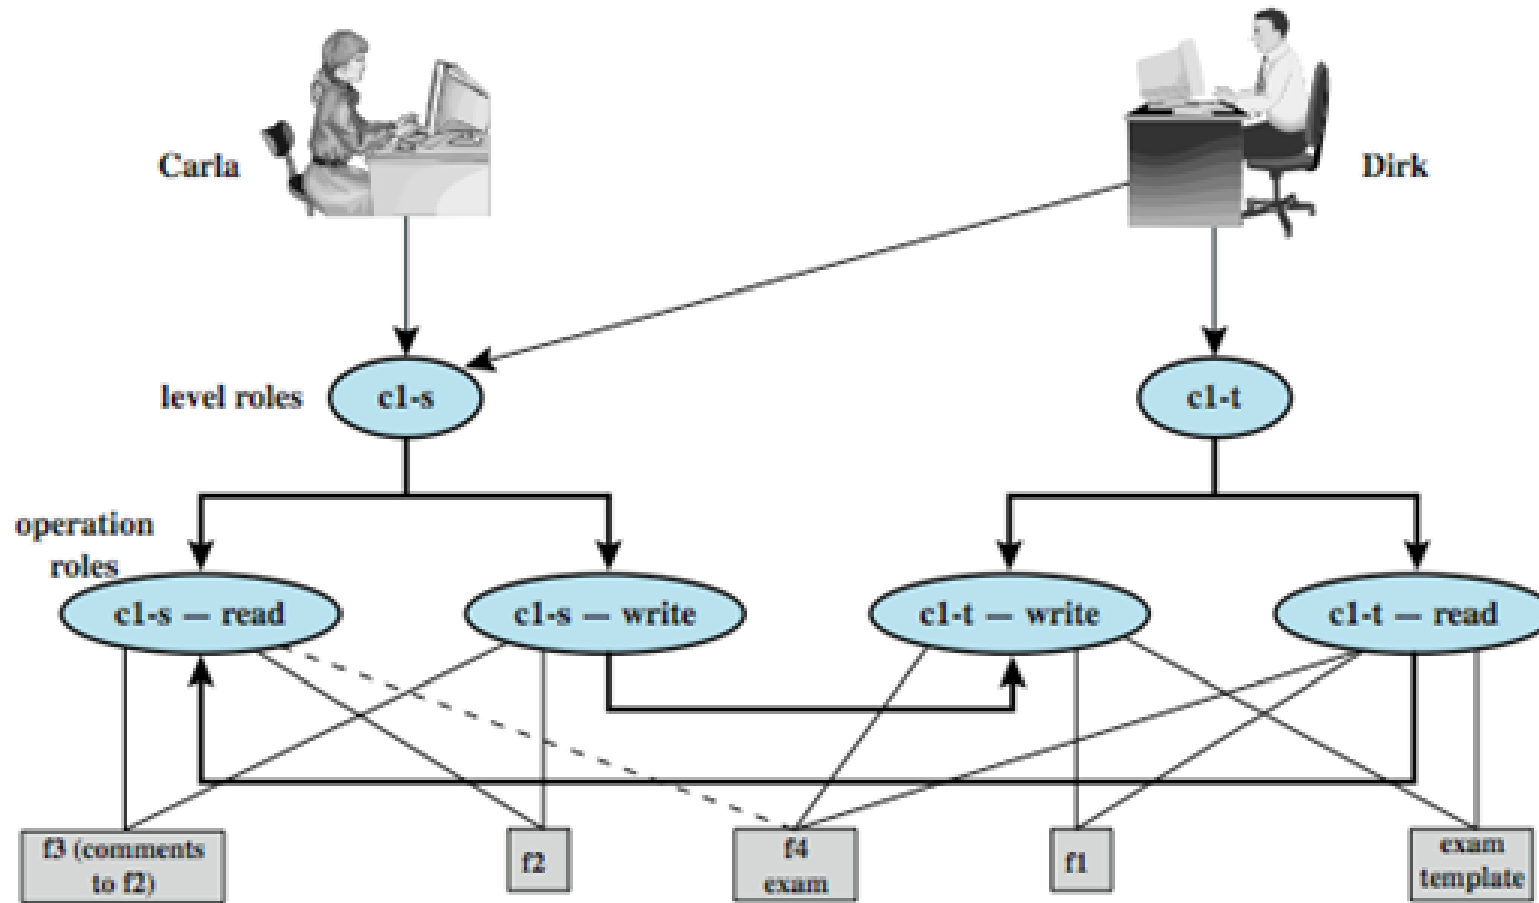 Carla
Dirk
level roles
c1-s
c1-t
operation
roles
c1-s — read
c1-s — write
c1-t — write
c1-t — read
f3 (comments
to f2)
f2
f4
exam
f1
exam
template